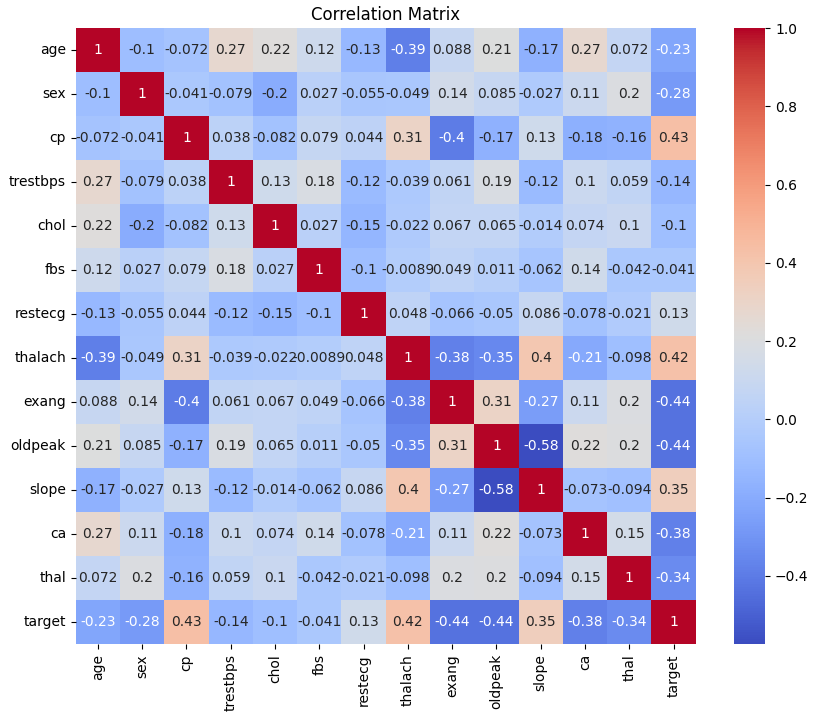 Correlation Matrix
age 1 -0.1 -0.072 0.27 0.22 0.12 -0.13 -0.39 0.088 0.21 -0.17 0.27 0.072 -0.23
sex -0.1 1 -0.041 -0.079 -0.2 0.027 -0.055 -0.049 0.14 0.085 -0.027 0.11 0.2 -0.28
cp -0.072 -0.041 1 0.038 -0.082 0.079 0.044 0.31 -0.4 -0.17 0.13 -0.18 -0.16 0.43
trestbps 0.27 -0.079 0.038 1 0.13 0.18 -0.12 -0.039 0.061 0.19 -0.12 0.1 0.059 -0.14
chol 0.22 -0.2 -0.082 0.13 1 0.027 -0.15 -0.022 0.067 0.065 -0.014 0.074 0.1 -0.1
fbs 0.12 0.027 0.079 0.18 0.027 1 -0.1 -0.0089 0.049 0.011 -0.062 0.14 -0.042 -0.041
restecg -0.13 -0.055 0.044 -0.12 -0.15 -0.1 1 0.048 -0.066 -0.05 0.086 -0.078 -0.021 0.13
thalach -0.39 -0.049 0.31 -0.039 -0.022 -0.0089 0.048 1 -0.38 -0.35 0.4 -0.21 -0.098 0.42
exang 0.088 0.14 -0.4 0.061 0.067 0.049 -0.066 -0.38 1 0.31 -0.27 0.11 0.2 -0.44
oldpeak 0.21 0.085 -0.17 0.19 0.065 0.011 -0.05 -0.35 0.31 1 -0.58 0.22 0.2 -0.44
slope -0.17 -0.027 0.13 -0.12 -0.014 -0.062 0.086 0.4 -0.27 -0.58 1 -0.073 -0.094 0.35
ca 0.27 0.11 -0.18 0.1 0.074 0.14 -0.078 -0.21 0.11 0.22 -0.073 1 0.15 -0.38
thal 0.072 0.2 -0.16 0.059 0.1 -0.042 -0.021 -0.098 0.2 0.2 -0.094 0.15 1 -0.34
target -0.23 -0.28 0.43 -0.14 -0.1 -0.041 0.13 0.42 -0.44 -0.44 0.35 -0.38 -0.34 1
age sex cp trestbps chol fbs restecg thalach exang oldpeak slope ca thal target
1.0
0.8
0.6
0.4
0.2
0.0
−0.2
−0.4